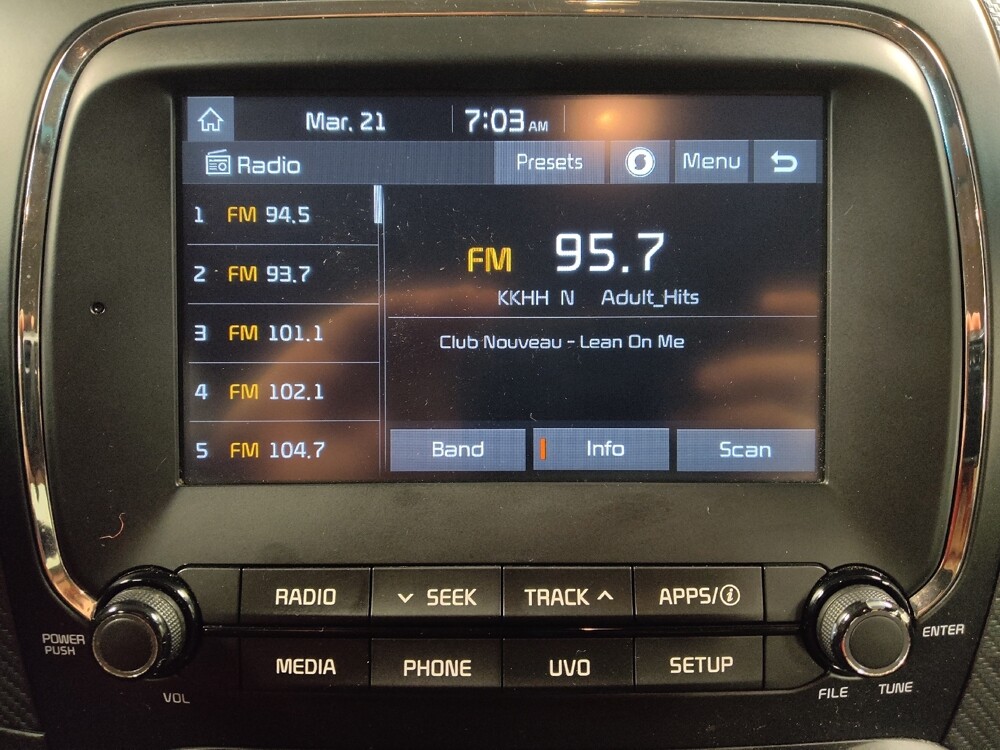 Mar. 21 7:03 AM
Radio Presets Menu
1 FM 94.5
2 FM 93.7
3 FM 101.1
4 FM 102.1
5 FM 104.7
FM 95.7
KKHH N Adult_Hits
Club Nouveau - Lean On Me
Band Info Scan
RADIO SEEK TRACK APPS/i
MEDIA PHONE UVO SETUP
POWER
PUSH
VOL
ENTER
FILE TUNE